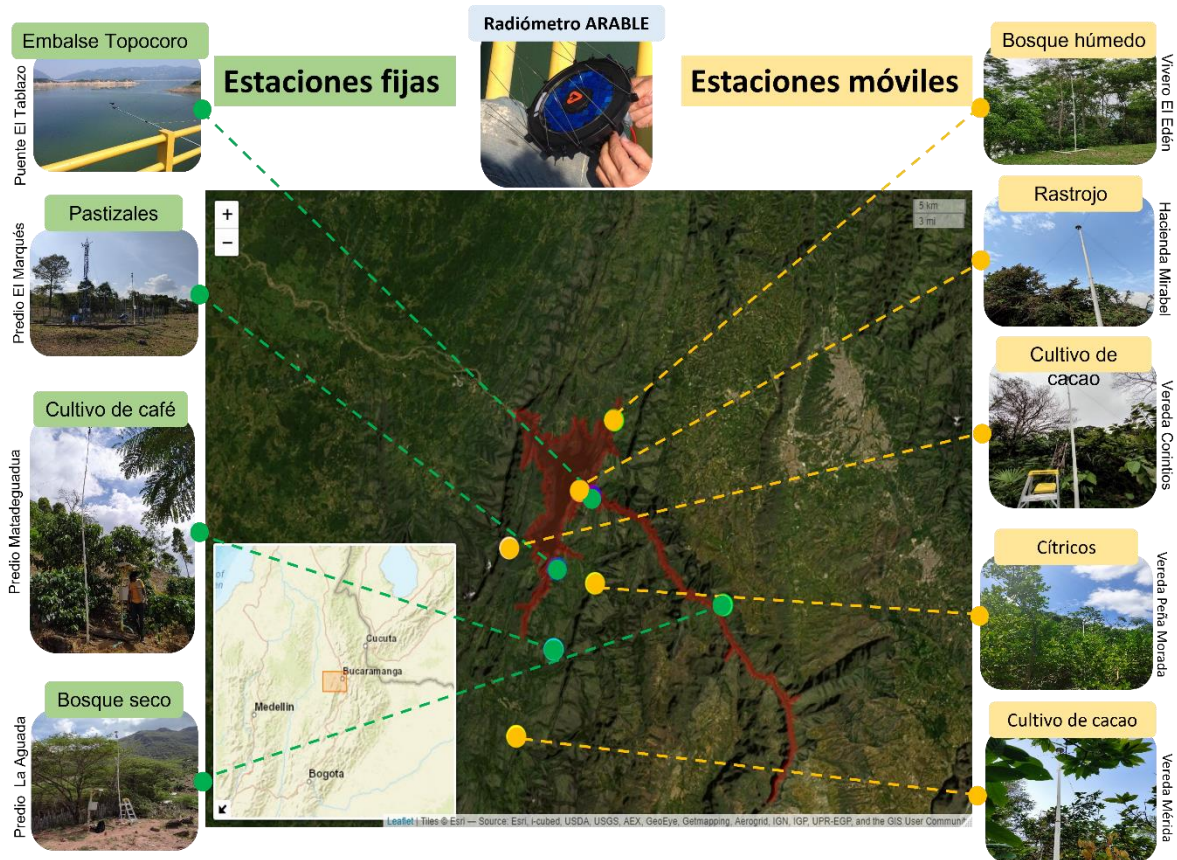 Radiómetro ARABLE
Estaciones fijas
Estaciones móviles
Embalse Topocoro
Puente El Tablazo
Pastizales
Predio El Marqués
Cultivo de café
Predio Matadeguadua
Bosque seco
Predio La Aguada
Bosque húmedo
Vivero El Edén
Rastrojo
Hacienda Mirabel
Cultivo de
cacao
Vereda Corintios
Cítricos
Vereda Peña Morada
Cultivo de cacao
Vereda Mérida
+
−
5 km
3 mi
Cucuta
Bucaramanga
Medellin
Bogota
Leaflet | Tiles © Esri — Source: Esri, i-cubed, USDA, USGS, AEX, GeoEye, Getmapping, Aerogrid, IGN, IGP, UPR-EGP, and the GIS User Community